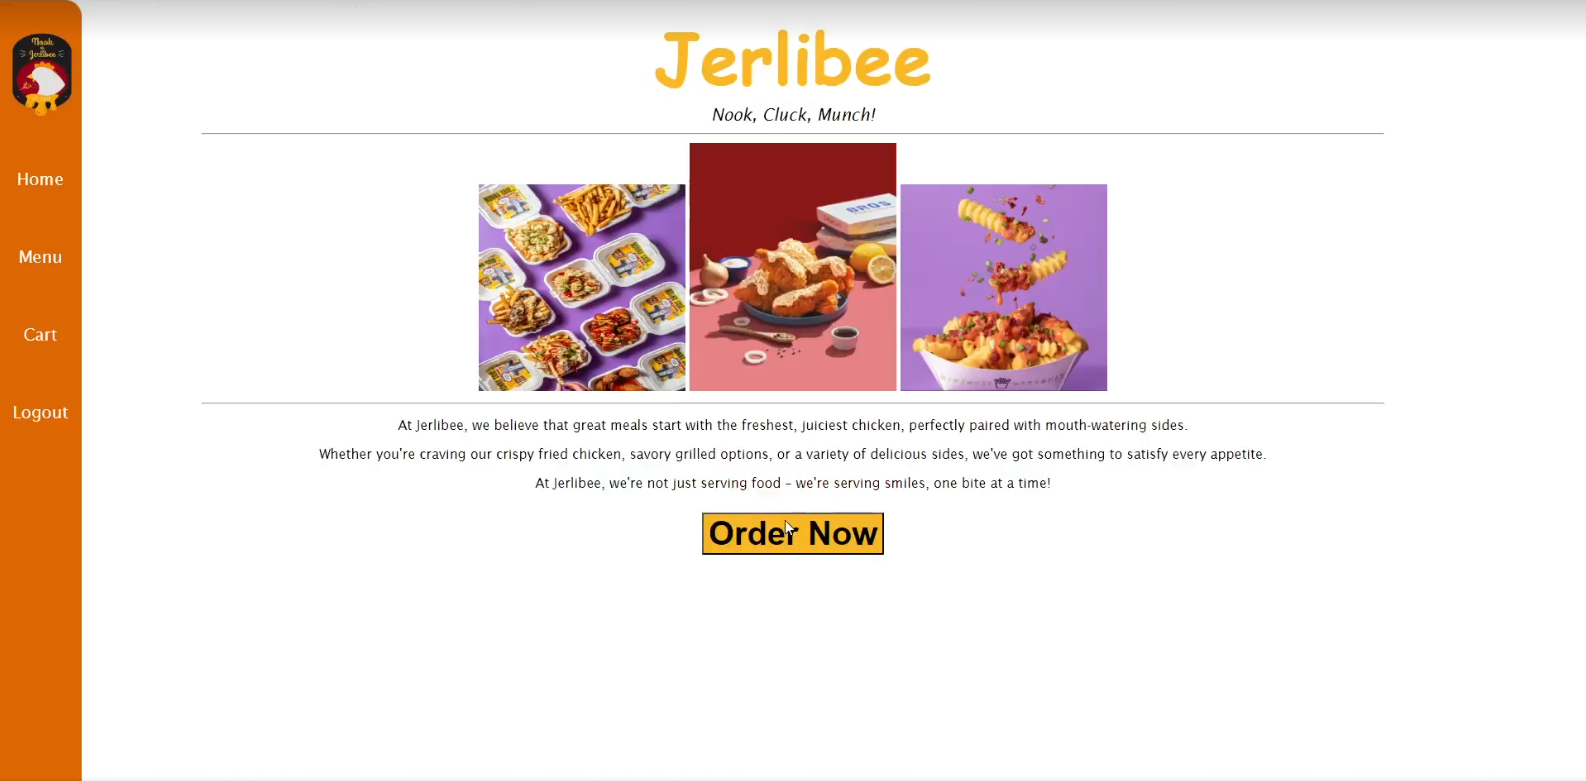 Nook
Jerlibee
Home
Menu
Cart
Logout
Jerlibee
Nook, Cluck, Munch!
BROS
At Jerlibee, we believe that great meals start with the freshest, juiciest chicken, perfectly paired with mouth-watering sides.
Whether you're craving our crispy fried chicken, savory grilled options, or a variety of delicious sides, we've got something to satisfy every appetite.
At Jerlibee, we're not just serving food – we're serving smiles, one bite at a time!
Order Now